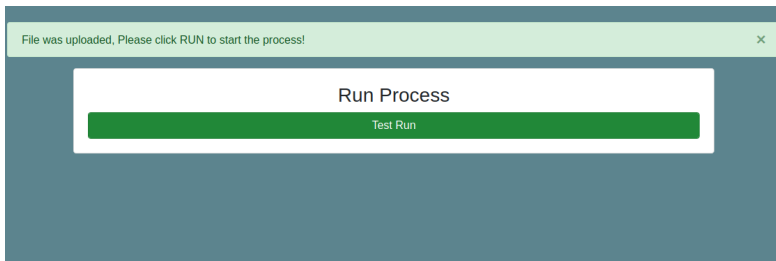 File was uploaded, Please click RUN to start the process!
×
Run Process
Test Run